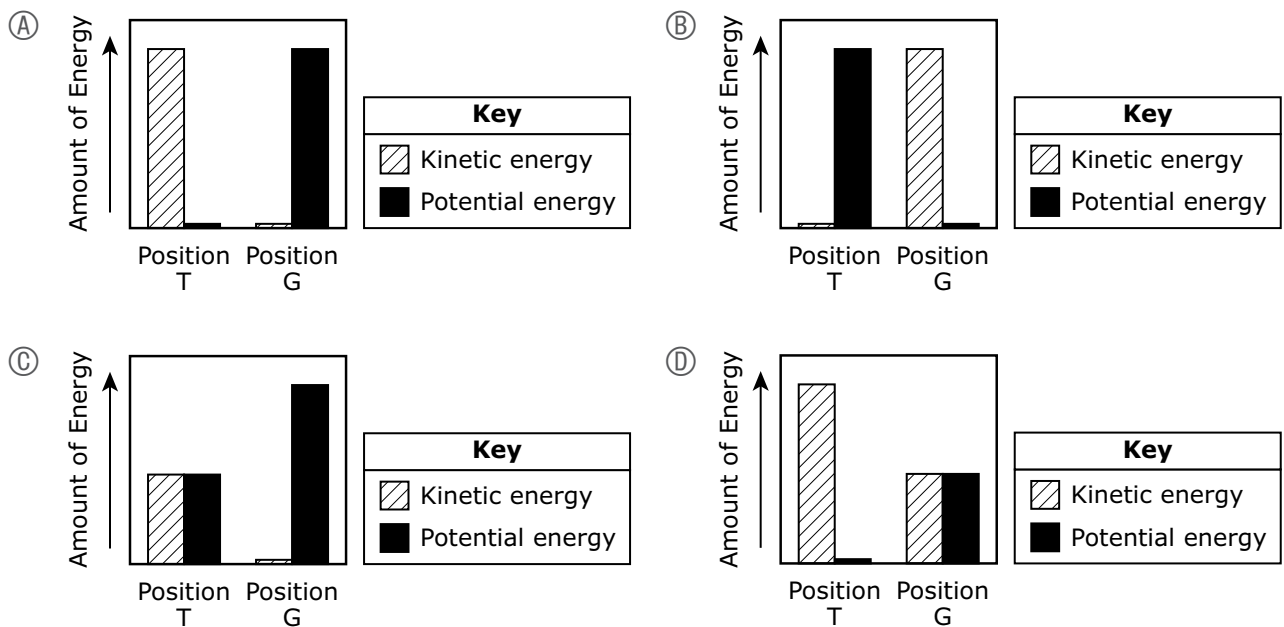 A
Amount of Energy
Position T
Position G
Key
Kinetic energy
Potential energy
B
Amount of Energy
Position T
Position G
Key
Kinetic energy
Potential energy
C
Amount of Energy
Position T
Position G
Key
Kinetic energy
Potential energy
D
Amount of Energy
Position T
Position G
Key
Kinetic energy
Potential energy